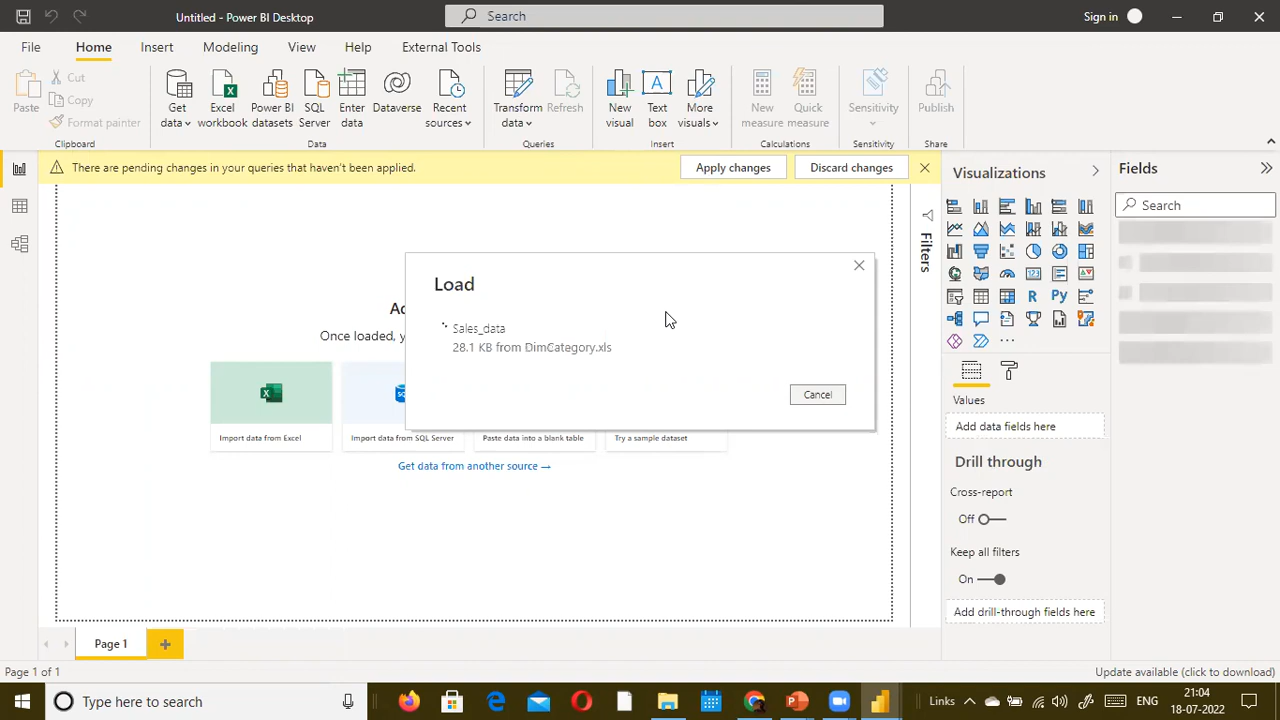 Untitled - Power BI Desktop
Search
Sign in
File
Home
Insert
Modeling
View
Help
External Tools
Paste
Cut
Copy
Format painter
Clipboard
Get data
Excel workbook
Power BI datasets
SQL Server
Enter data
Dataverse
Recent sources
Data
Transform data
Refresh
Queries
New visual
Text box
More visuals
Insert
New measure
Quick measure
Calculations
Sensitivity
Sensitivity
Publish
Share
There are pending changes in your queries that haven't been applied.
Apply changes
Discard changes
Filters
Visualizations
Fields
Search
Load
Sales_data
28.1 KB from DimCategory.xls
Cancel
Once loaded,
Import data from Excel
Import data from SQL Server
Paste data into a blank table
Try a sample dataset
Get data from another source →
R
Py
Values
Add data fields here
Drill through
Cross-report
Off
Keep all filters
On
Add drill-through fields here
Page 1
Page 1 of 1
Update available (click to download)
Type here to search
Links
ENG
21:04
18-07-2022